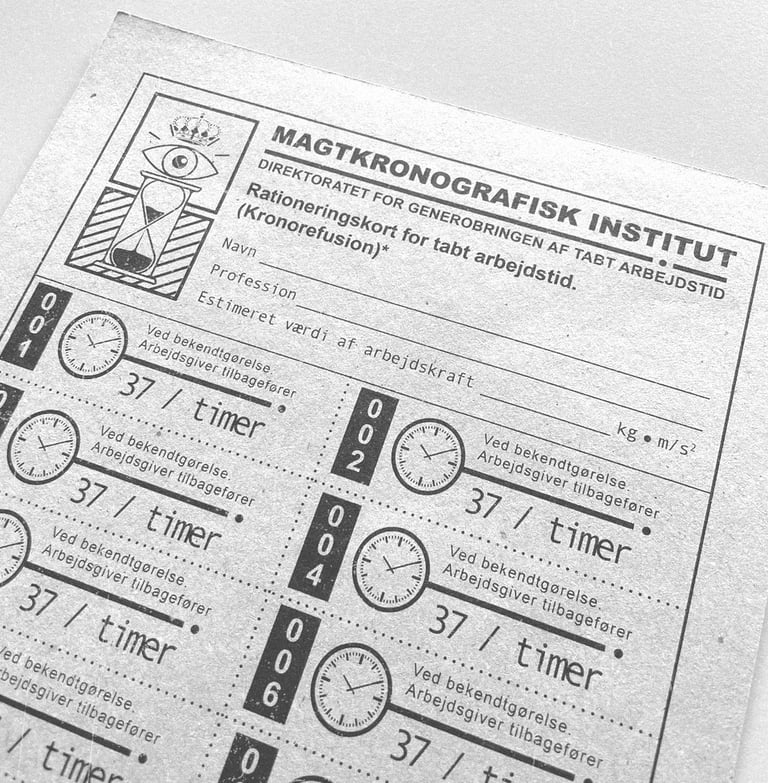 MAGTKRONOGRAFISK INSTITUT
DIREKTORATET FOR GENEROBRINGEN AF TABT ARBEJDSTID
Rationeringskort for tabt arbejdstid.
(Kronorefusion)*
Navn
Profession
Estimeret værdi af arbejdskraft kg•m/s²
001
Ved bekendtgørelse.
Arbejdsgiver tilbagefører
37 / timer
002
Ved bekendtgørelse.
Arbejdsgiver tilbagefører
37 / timer
0
Ved bekendtgørelse.
Arbejdsgiver tilbagefører
37 / timer
004
Ved bekendtgørelse.
Arbejdsgiver tilbagefører
37 / timer
Ved bekendtgørelse.
Arbejdsgiver tilbagefører
37 / timer
006
Ved bekendtgørelse.
Arbejdsgiver tilbagefører
37 / ti
Ved bekendtgørelse.
Arbejdsgiver tilbagefører
/ timer
0